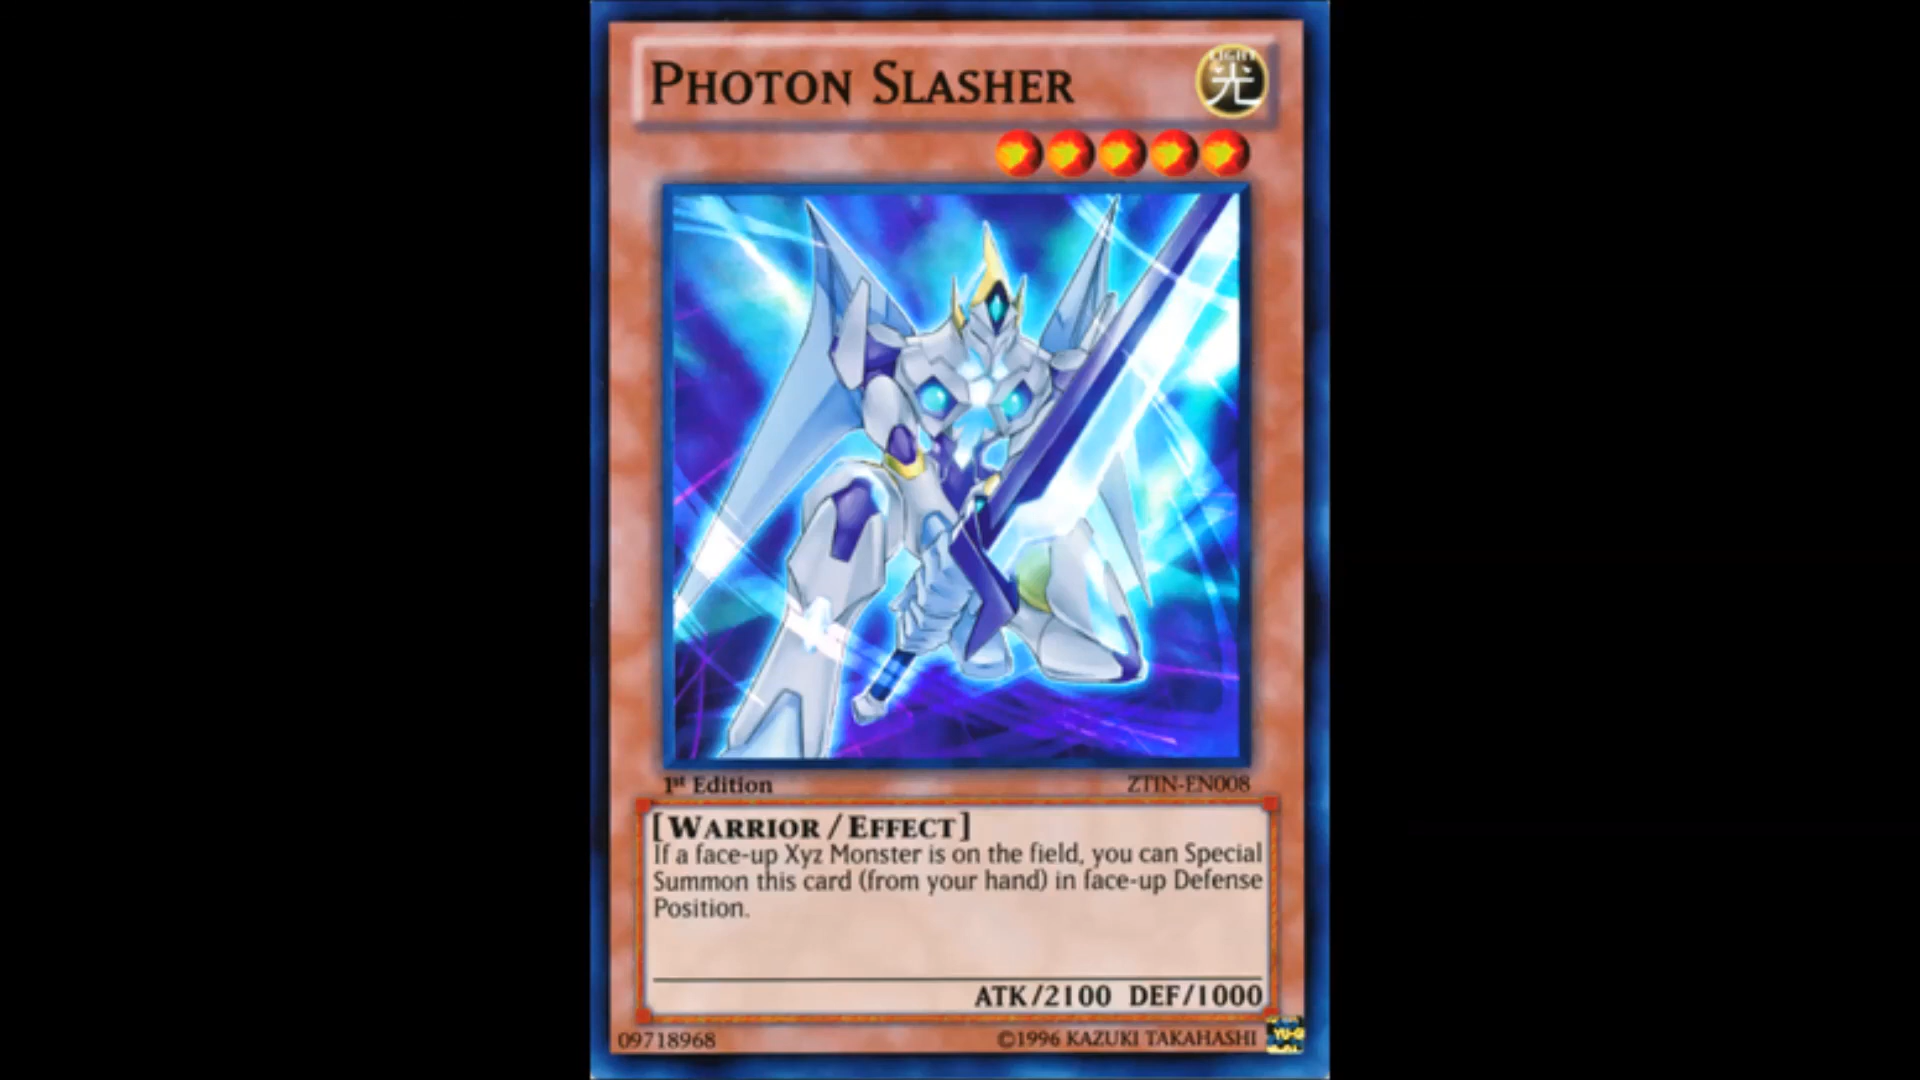 PHOTON SLASHER
LIGHT
光
1st Edition
ZTIN-EN008
[WARRIOR/EFFECT]
If a face-up Xyz Monster is on the field, you can Special
Summon this card (from your hand) in face-up Defense
Position.
ATK/2100 DEF/1000
09718968
©1996 KAZUKI TAKAHASHI